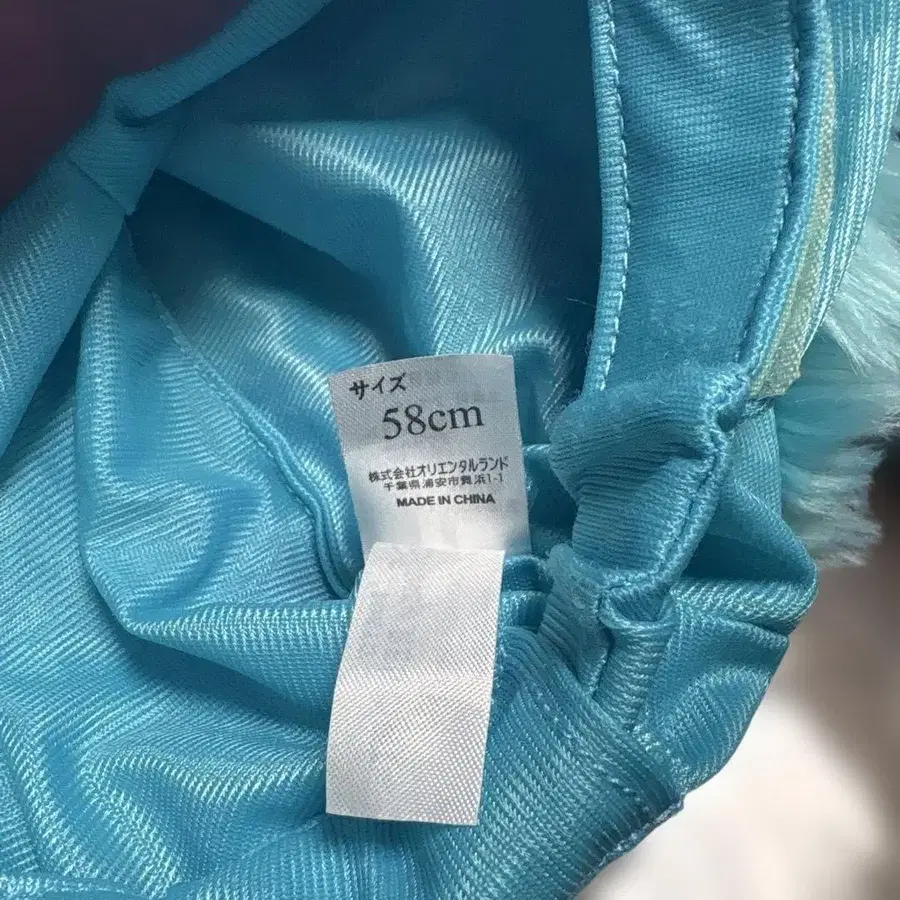 サイズ
58cm
株式会社オリエンタルランド
千葉県浦安市舞浜1-1
MADE IN CHINA